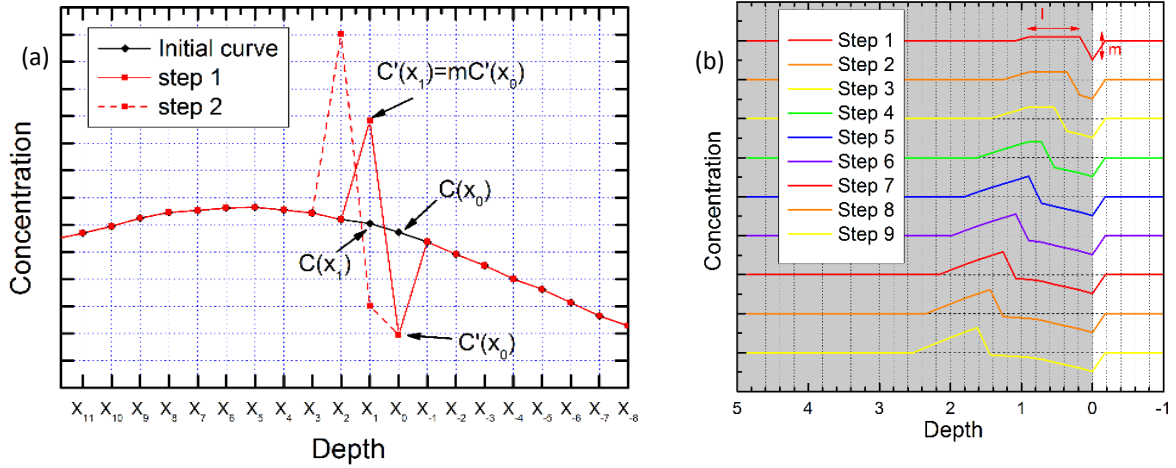 (a)
Initial curve
step 1
step 2
C'(x₁)=mC'(x₀)
C(x₀)
C(x₁)
C'(x₀)
Concentration
X₁₁ X₁₀ X₉ X₈ X₇ X₆ X₅ X₄ X₃ X₂ X₁ X₀ X₋₁ X₋₂ X₋₃ X₋₄ X₋₅ X₋₆ X₋₇ X₋₈
Depth
(b)
Step 1
Step 2
Step 3
Step 4
Step 5
Step 6
Step 7
Step 8
Step 9
l
m
Concentration
5 4 3 2 1 0 -1
Depth